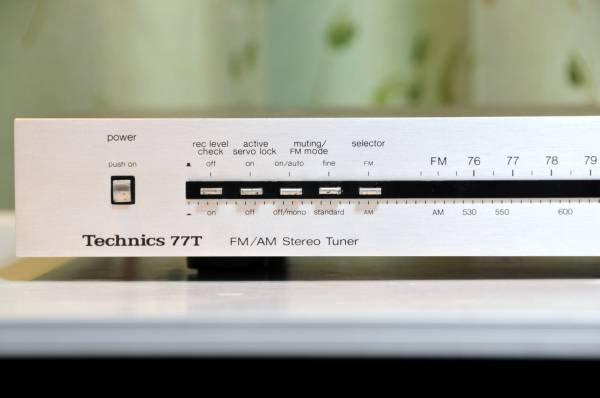 power
push on
rec level check
active servo lock
muting/ FM mode
selector
off
on
on/auto
fine
FM
on
off
off/mono
standard
AM
FM 76 77 78 79
AM 530 550 600
Technics 77T FM/AM Stereo Tuner